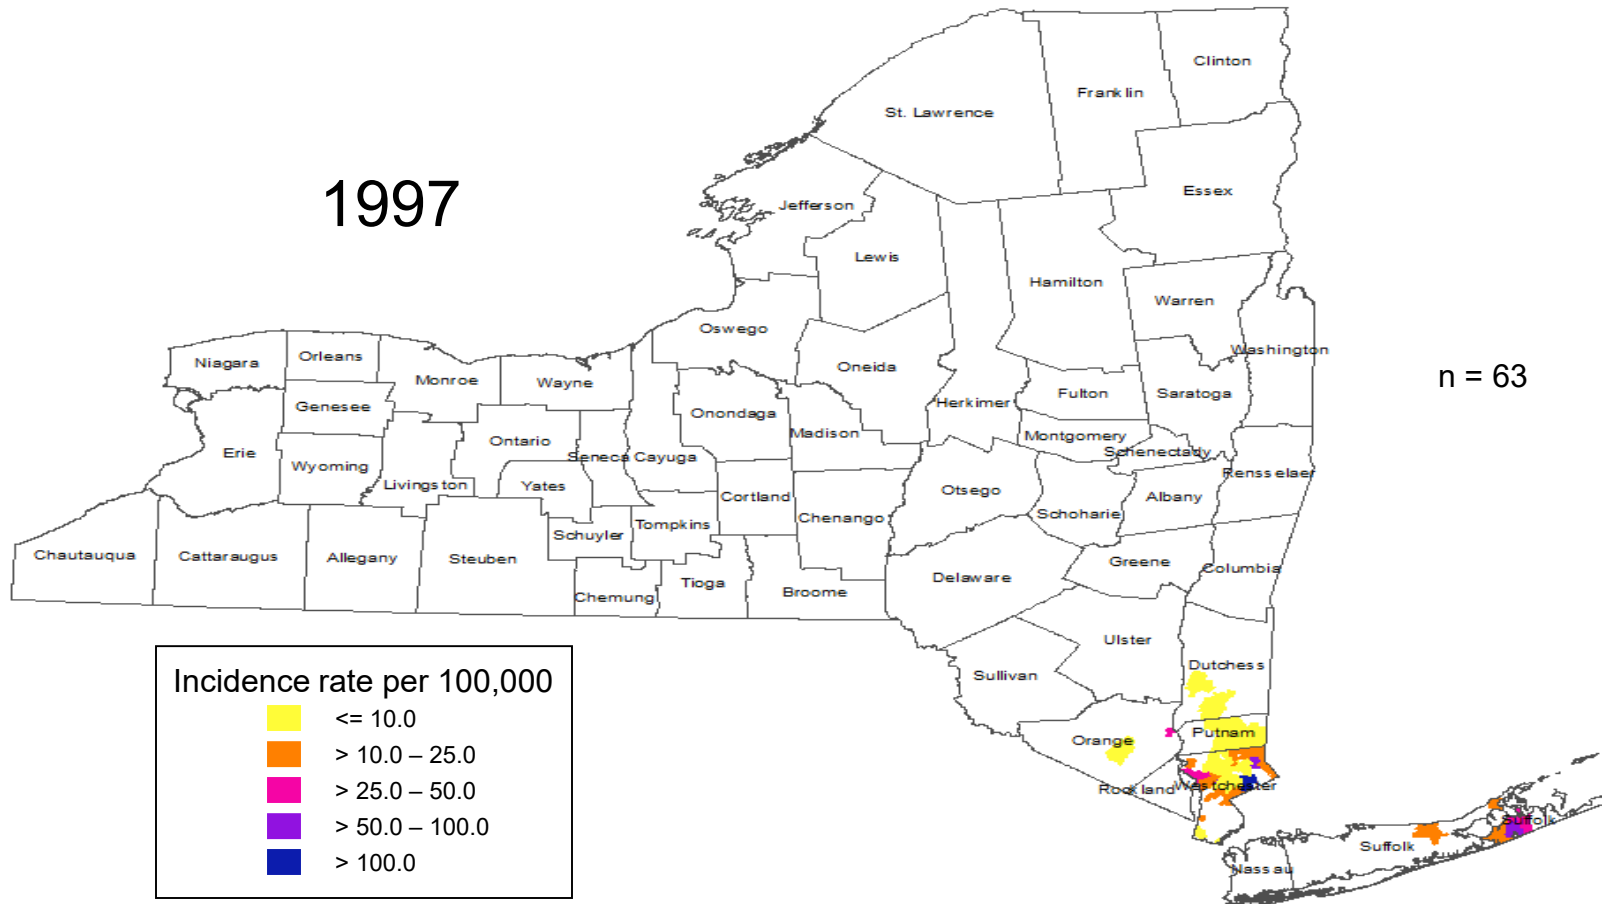 Clinton
Franklin
St. Lawrence
1997
Essex
Jefferson
Lewis
Hamilton
Warren
Oswego
Washington
Niagara
Orleans
Monroe
Wayne
Oneida
n = 63
Fulton
Saratoga
Herkimer
Genesee
Onondaga
Madison
Montgomery
Ontario
Schenectady
Erie
Wyoming
Seneca
Cayuga
Rensselaer
Livingston
Yates
Cortland
Otsego
Albany
Chenango
Schoharie
Tompkins
Schuyler
Chautauqua
Cattaraugus
Allegany
Steuben
Greene
Columbia
Delaware
Tioga
Broome
Chemung
Ulster
Dutchess
Sullivan
Incidence rate per 100,000
<= 10.0
> 10.0 – 25.0
> 25.0 – 50.0
> 50.0 – 100.0
> 100.0
Putnam
Orange
Rockland
Westchester
Suffolk
Suffolk
Nassau